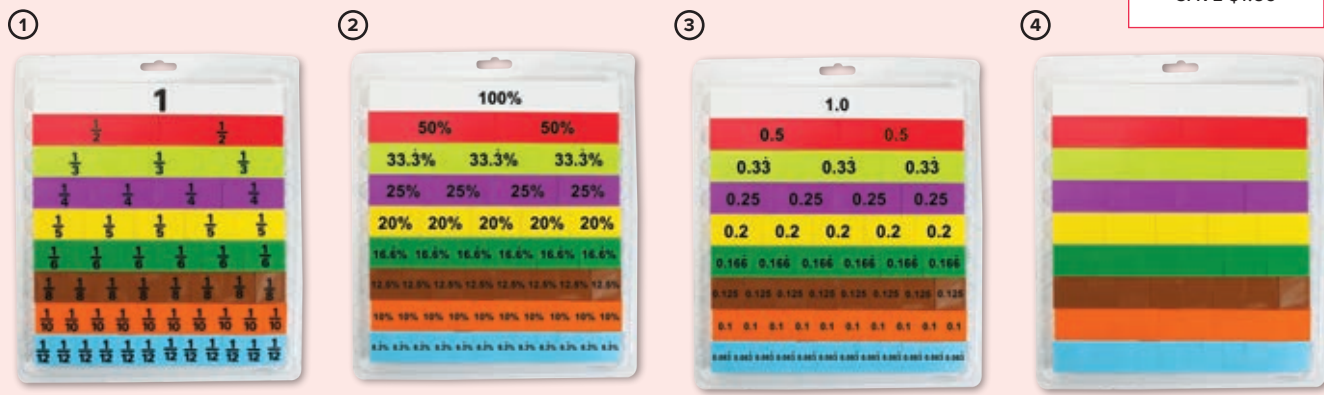 1
2
3
4
1
1/2 1/2
1/3 1/3 1/3
1/4 1/4 1/4 1/4
1/5 1/5 1/5 1/5 1/5
1/6 1/6 1/6 1/6 1/6 1/6
1/8 1/8 1/8 1/8 1/8 1/8 1/8 1/8
1/10 1/10 1/10 1/10 1/10 1/10 1/10 1/10 1/10 1/10
1/12 1/12 1/12 1/12 1/12 1/12 1/12 1/12 1/12 1/12 1/12 1/12
100%
50% 50%
33.3̇% 33.3̇% 33.3̇%
25% 25% 25% 25%
20% 20% 20% 20% 20%
16.6̇% 16.6̇% 16.6̇% 16.6̇% 16.6̇% 16.6̇%
12.5% 12.5% 12.5% 12.5% 12.5% 12.5% 12.5% 12.5%
10% 10% 10% 10% 10% 10% 10% 10% 10% 10%
1.0
0.5 0.5
0.33̇ 0.33̇ 0.33̇
0.25 0.25 0.25 0.25
0.2 0.2 0.2 0.2 0.2
0.166̇ 0.166̇ 0.166̇ 0.166̇ 0.166̇ 0.166̇
0.125 0.125 0.125 0.125 0.125 0.125 0.125 0.125
0.1 0.1 0.1 0.1 0.1 0.1 0.1 0.1 0.1 0.1